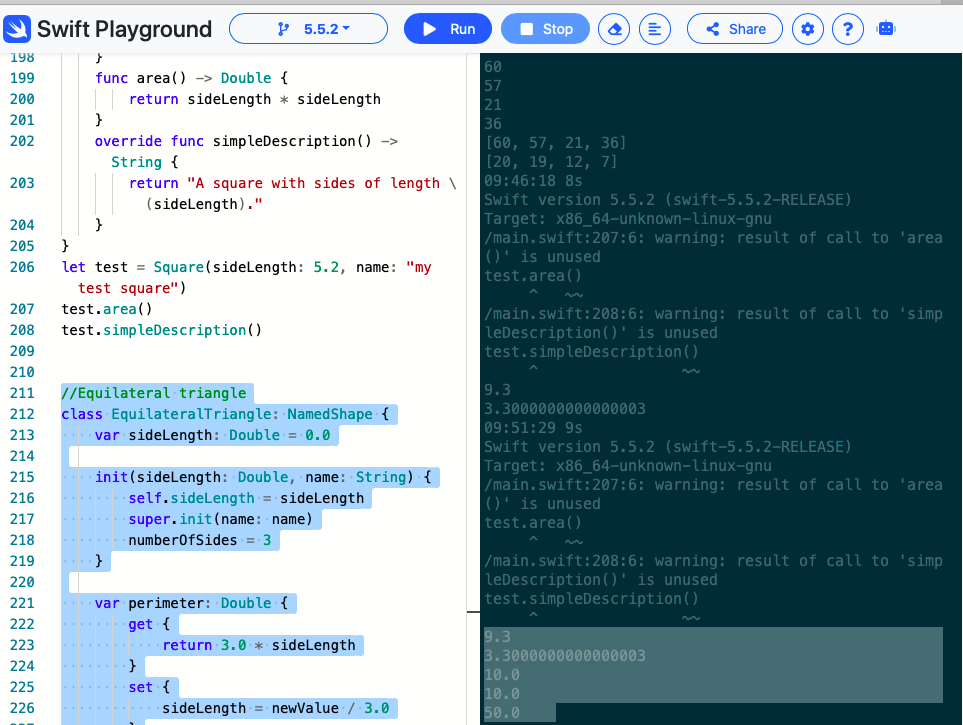 Swift Playground
5.5.2
Run
Stop
Share
?
198 }
199 func area() -> Double {
200 return sideLength * sideLength
201 }
202 override func simpleDescription() ->
String {
203 return "A square with sides of length \
(sideLength)."
204 }
205 }
206 let test = Square(sideLength: 5.2, name: "my
test square")
207 test.area()
208 test.simpleDescription()
209
210
211 //Equilateral triangle
212 class EquilateralTriangle: NamedShape {
213 var sideLength: Double = 0.0
214
215 init(sideLength: Double, name: String) {
216 self.sideLength = sideLength
217 super.init(name: name)
218 numberOfSides = 3
219 }
220
221 var perimeter: Double {
222 get {
223 return 3.0 * sideLength
224 }
225 set {
226 sideLength = newValue / 3.0
60
57
21
36
[60, 57, 21, 36]
[20, 19, 12, 7]
09:46:18 8s
Swift version 5.5.2 (swift-5.5.2-RELEASE)
Target: x86_64-unknown-linux-gnu
/main.swift:207:6: warning: result of call to 'area
()' is unused
test.area()
^ ~~
/main.swift:208:6: warning: result of call to 'simp
leDescription()' is unused
test.simpleDescription()
^ ~~
9.3
3.3000000000000003
09:51:29 9s
Swift version 5.5.2 (swift-5.5.2-RELEASE)
Target: x86_64-unknown-linux-gnu
/main.swift:207:6: warning: result of call to 'area
()' is unused
test.area()
^ ~~
/main.swift:208:6: warning: result of call to 'simp
leDescription()' is unused
test.simpleDescription()
^ ~~
9.3
3.3000000000000003
10.0
10.0
50.0